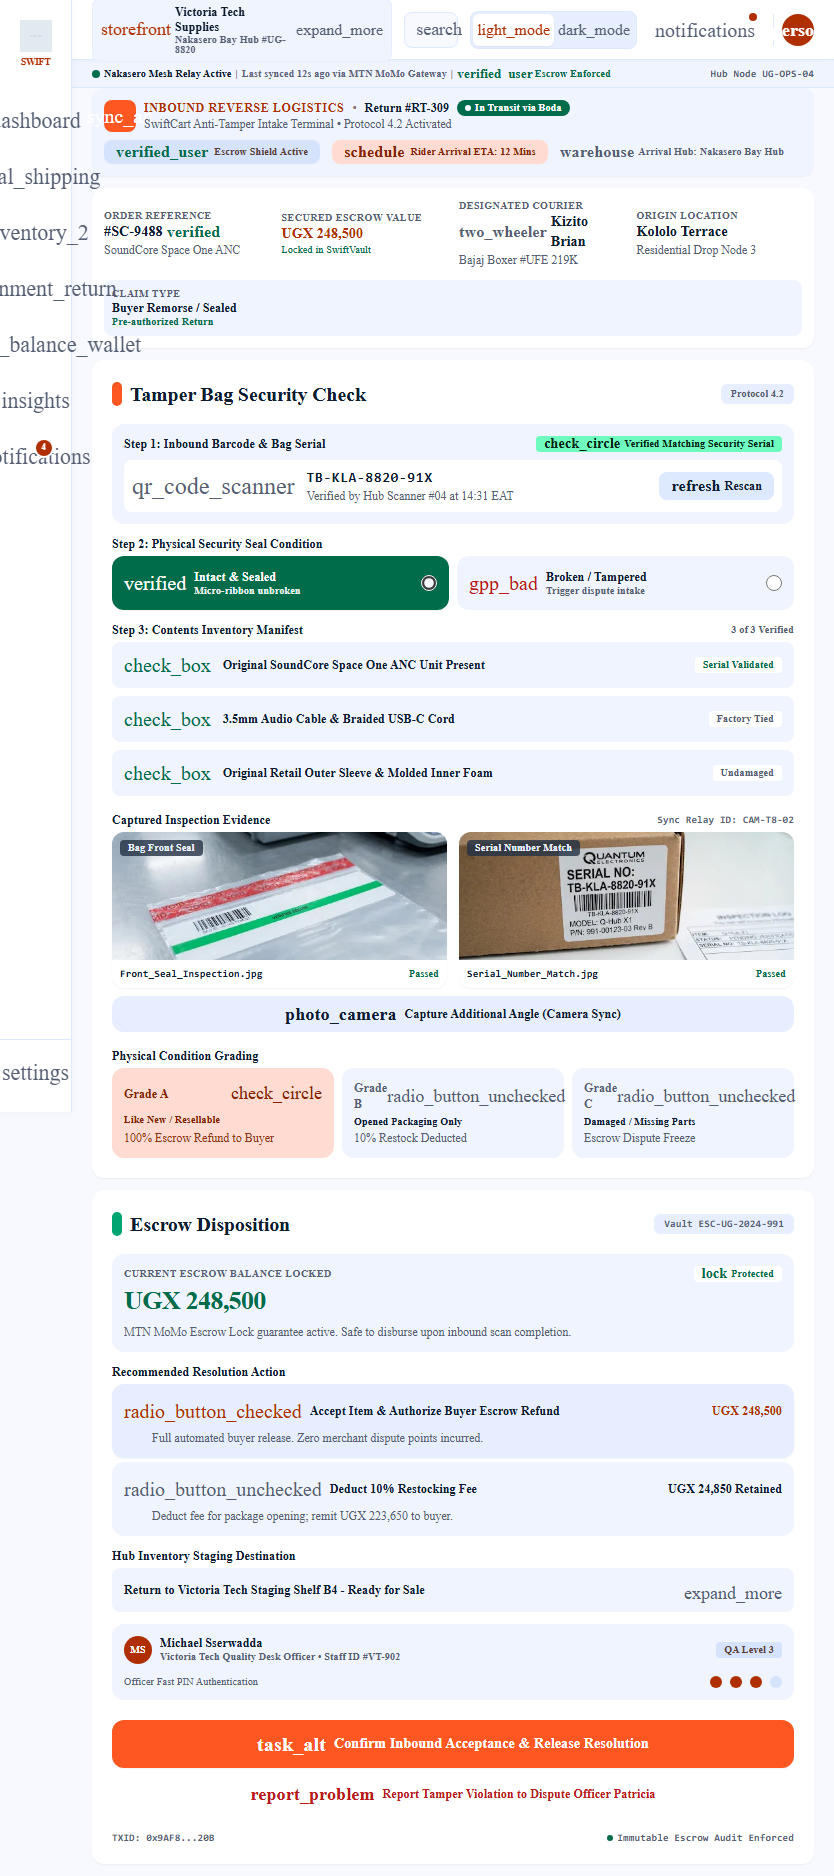 SWIFT
ashboard
al_shipping
ventory_2
nment_return
_balance_wallet
insights
otifications
4
settings
storefront
Victoria Tech
Supplies
Nakasero Bay Hub #UG-
8820
expand_more
search
light_mode
dark_mode
notifications
erso
Nakasero Mesh Relay Active | Last synced 12s ago via MTN MoMo Gateway | verified_user Escrow Enforced
Hub Node UG-OPS-04
sync_a
INBOUND REVERSE LOGISTICS • Return #RT-309
In Transit via Boda
SwiftCart Anti-Tamper Intake Terminal • Protocol 4.2 Activated
verified_user Escrow Shield Active
schedule Rider Arrival ETA: 12 Mins
warehouse Arrival Hub: Nakasero Bay Hub
ORDER REFERENCE
#SC-9488 verified
SoundCore Space One ANC
SECURED ESCROW VALUE
UGX 248,500
Locked in SwiftVault
DESIGNATED COURIER
two_wheeler Kizito
Brian
Bajaj Boxer #UFE 219K
ORIGIN LOCATION
Kololo Terrace
Residential Drop Node 3
CLAIM TYPE
Buyer Remorse / Sealed
Pre-authorized Return
Tamper Bag Security Check
Protocol 4.2
Step 1: Inbound Barcode & Bag Serial
check_circle Verified Matching Security Serial
qr_code_scanner
TB-KLA-8820-91X
Verified by Hub Scanner #04 at 14:31 EAT
refresh Rescan
Step 2: Physical Security Seal Condition
verified
Intact & Sealed
Micro-ribbon unbroken
gpp_bad
Broken / Tampered
Trigger dispute intake
Step 3: Contents Inventory Manifest
3 of 3 Verified
check_box Original SoundCore Space One ANC Unit Present
Serial Validated
check_box 3.5mm Audio Cable & Braided USB-C Cord
Factory Tied
check_box Original Retail Outer Sleeve & Molded Inner Foam
Undamaged
Captured Inspection Evidence
Sync Relay ID: CAM-T8-02
Bag Front Seal
Front_Seal_Inspection.jpg
Passed
Serial Number Match
QUANTUM
ELECTRONICS
SERIAL NO:
TB-KLA-8820-91X
TB-KLA-8820-91X
MODEL: Q-Hub X1
P/N: 991-00123-03 Rev B
INSPECTION LOG
Serial_Number_Match.jpg
Passed
photo_camera Capture Additional Angle (Camera Sync)
Physical Condition Grading
Grade A
check_circle
Like New / Resellable
100% Escrow Refund to Buyer
Grade
B
radio_button_unchecked
Opened Packaging Only
10% Restock Deducted
Grade
C
radio_button_unchecked
Damaged / Missing Parts
Escrow Dispute Freeze
Escrow Disposition
Vault ESC-UG-2024-991
CURRENT ESCROW BALANCE LOCKED
lock Protected
UGX 248,500
MTN MoMo Escrow Lock guarantee active. Safe to disburse upon inbound scan completion.
Recommended Resolution Action
radio_button_checked Accept Item & Authorize Buyer Escrow Refund
UGX 248,500
Full automated buyer release. Zero merchant dispute points incurred.
radio_button_unchecked Deduct 10% Restocking Fee
UGX 24,850 Retained
Deduct fee for package opening; remit UGX 223,650 to buyer.
Hub Inventory Staging Destination
Return to Victoria Tech Staging Shelf B4 - Ready for Sale
expand_more
MS
Michael Sserwadda
Victoria Tech Quality Desk Officer • Staff ID #VT-902
QA Level 3
Officer Fast PIN Authentication
task_alt Confirm Inbound Acceptance & Release Resolution
report_problem Report Tamper Violation to Dispute Officer Patricia
TXID: 0x9AF8...20B
Immutable Escrow Audit Enforced